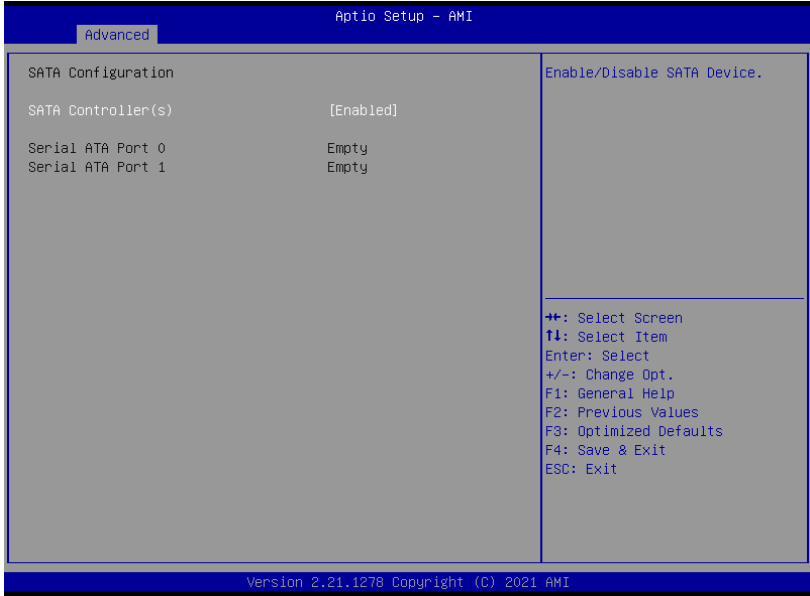 Aptio Setup – AMI
Advanced
SATA Configuration
SATA Controller(s) [Enabled]
Serial ATA Port 0 Empty
Serial ATA Port 1 Empty
Enable/Disable SATA Device.
→←: Select Screen
↑↓: Select Item
Enter: Select
+/-: Change Opt.
F1: General Help
F2: Previous Values
F3: Optimized Defaults
F4: Save & Exit
ESC: Exit
Version 2.21.1278 Copyright (C) 2021 AMI